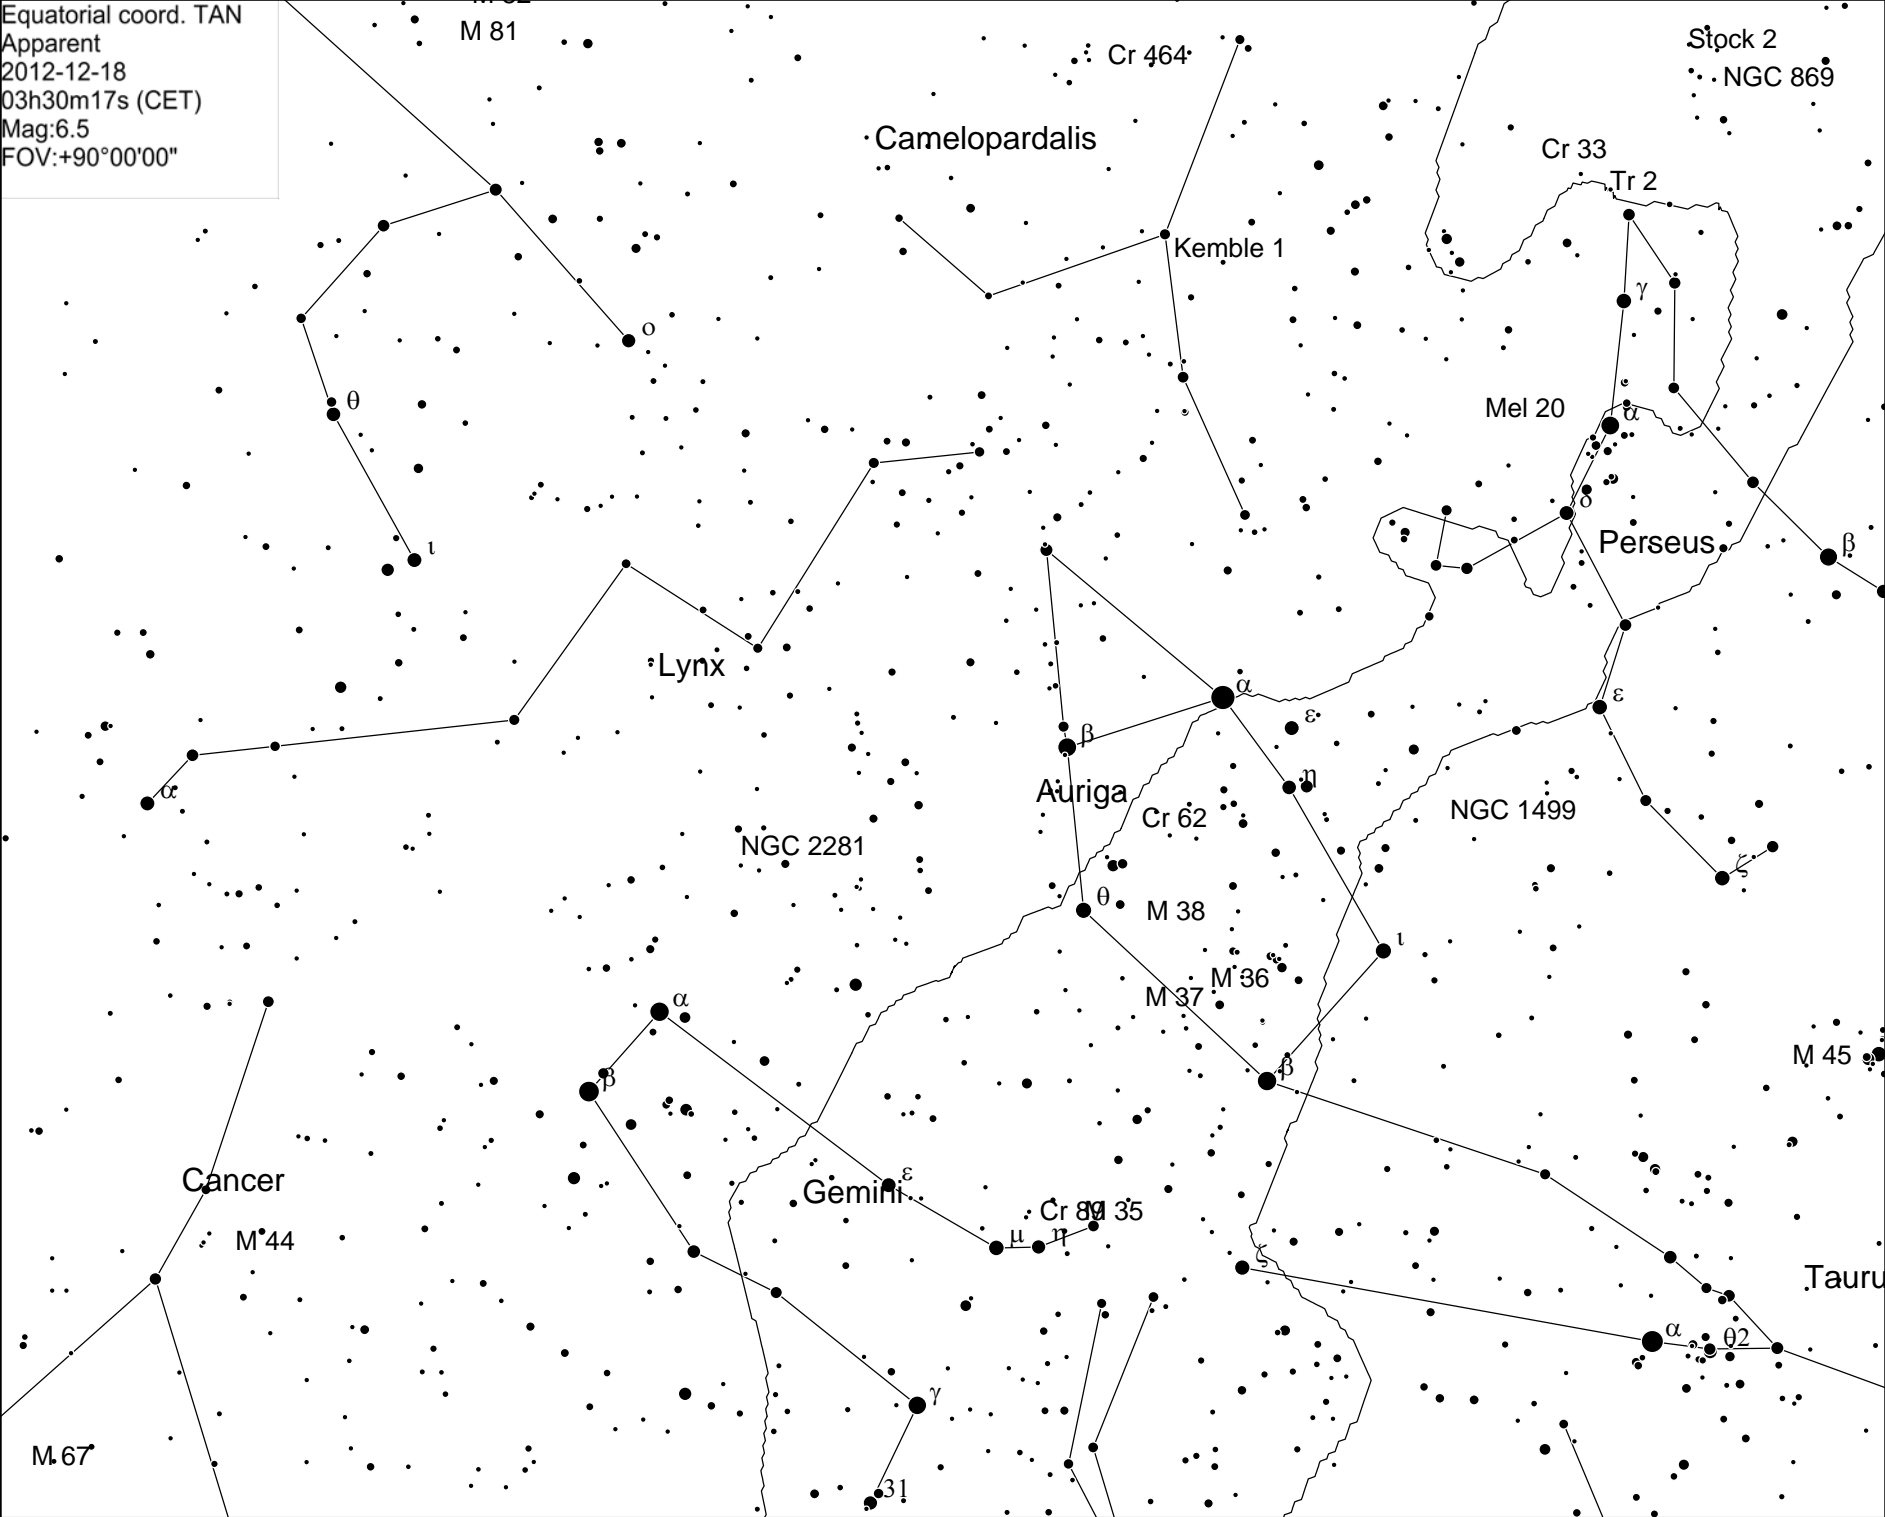 Equatorial coord. TAN
Apparent
2012-12-18
03h30m17s (CET)
Mag:6.5
FOV:+90°00'00"
M 81
Cr 464
Stock 2
NGC 869
Camelopardalis
Cr 33
Tr 2
Kemble 1
γ
ο
θ
Mel 20
α
δ
Perseus
β
ι
Lynx
α
ε
ε
β
η
α
Auriga
Cr 62
NGC 1499
NGC 2281
ζ
θ
M 38
ι
M 36
M 37
α
M 45
β
β
Cancer
Gemini
ε
Cr 89
M 35
μ
η
M 44
ζ
Tauru
α
θ2
γ
M 67
31